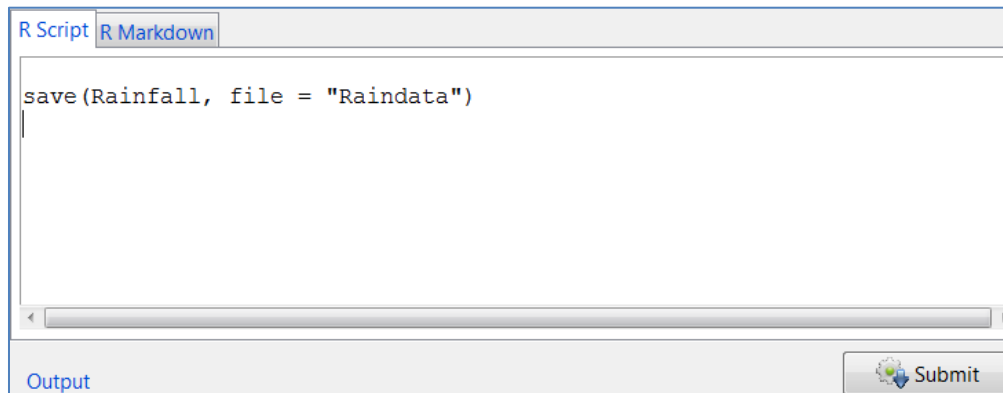 R Script R Markdown
save(Rainfall, file = "Raindata")
Output
Submit